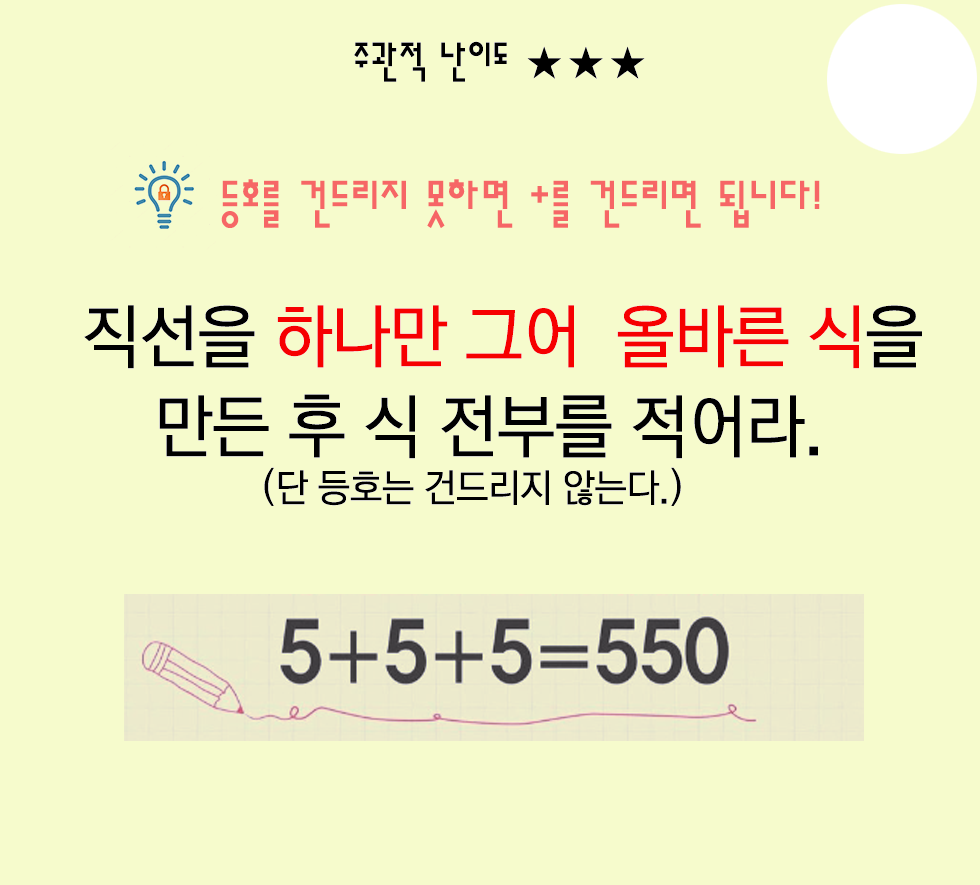 주관적 난이도 ★★★
등호를 건드리지 못하면 +를 건드리면 됩니다!
직선을 하나만 그어 올바른 식을
만든 후 식 전부를 적어라.
(단 등호는 건드리지 않는다.)
5+5+5=550